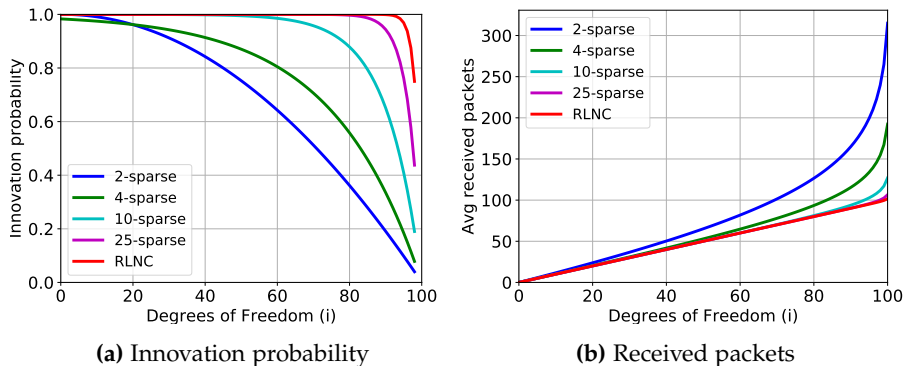 1.0
0.8
0.6
0.4
0.2
0.0
Innovation probability
2-sparse
4-sparse
10-sparse
25-sparse
RLNC
0 20 40 60 80 100
Degrees of Freedom (i)
(a) Innovation probability
300
250
200
150
100
50
0
Avg received packets
2-sparse
4-sparse
10-sparse
25-sparse
RLNC
0 20 40 60 80 100
Degrees of Freedom (i)
(b) Received packets